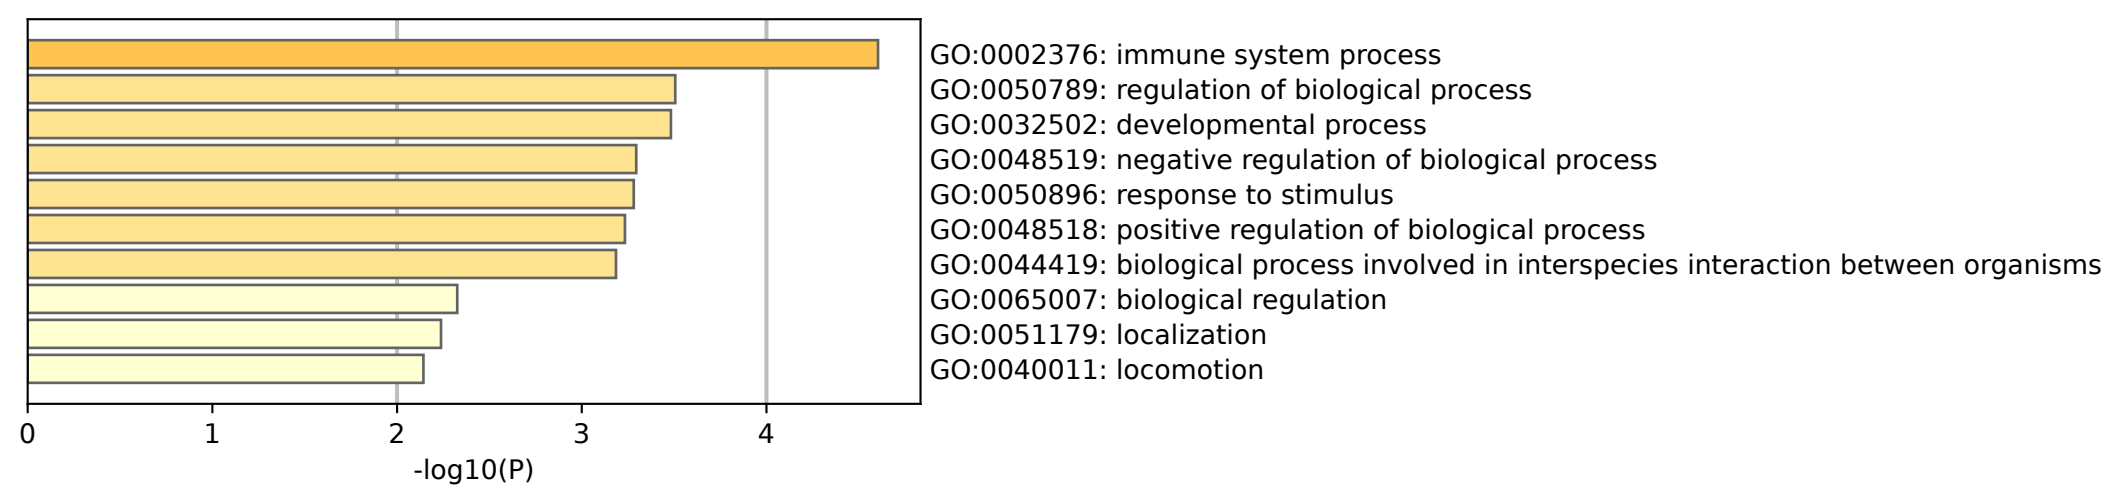 GO:0002376: immune system process
GO:0050789: regulation of biological process
GO:0032502: developmental process
GO:0048519: negative regulation of biological process
GO:0050896: response to stimulus
GO:0048518: positive regulation of biological process
GO:0044419: biological process involved in interspecies interaction between organisms
GO:0065007: biological regulation
GO:0051179: localization
GO:0040011: locomotion
0 1 2 3 4
-log10(P)